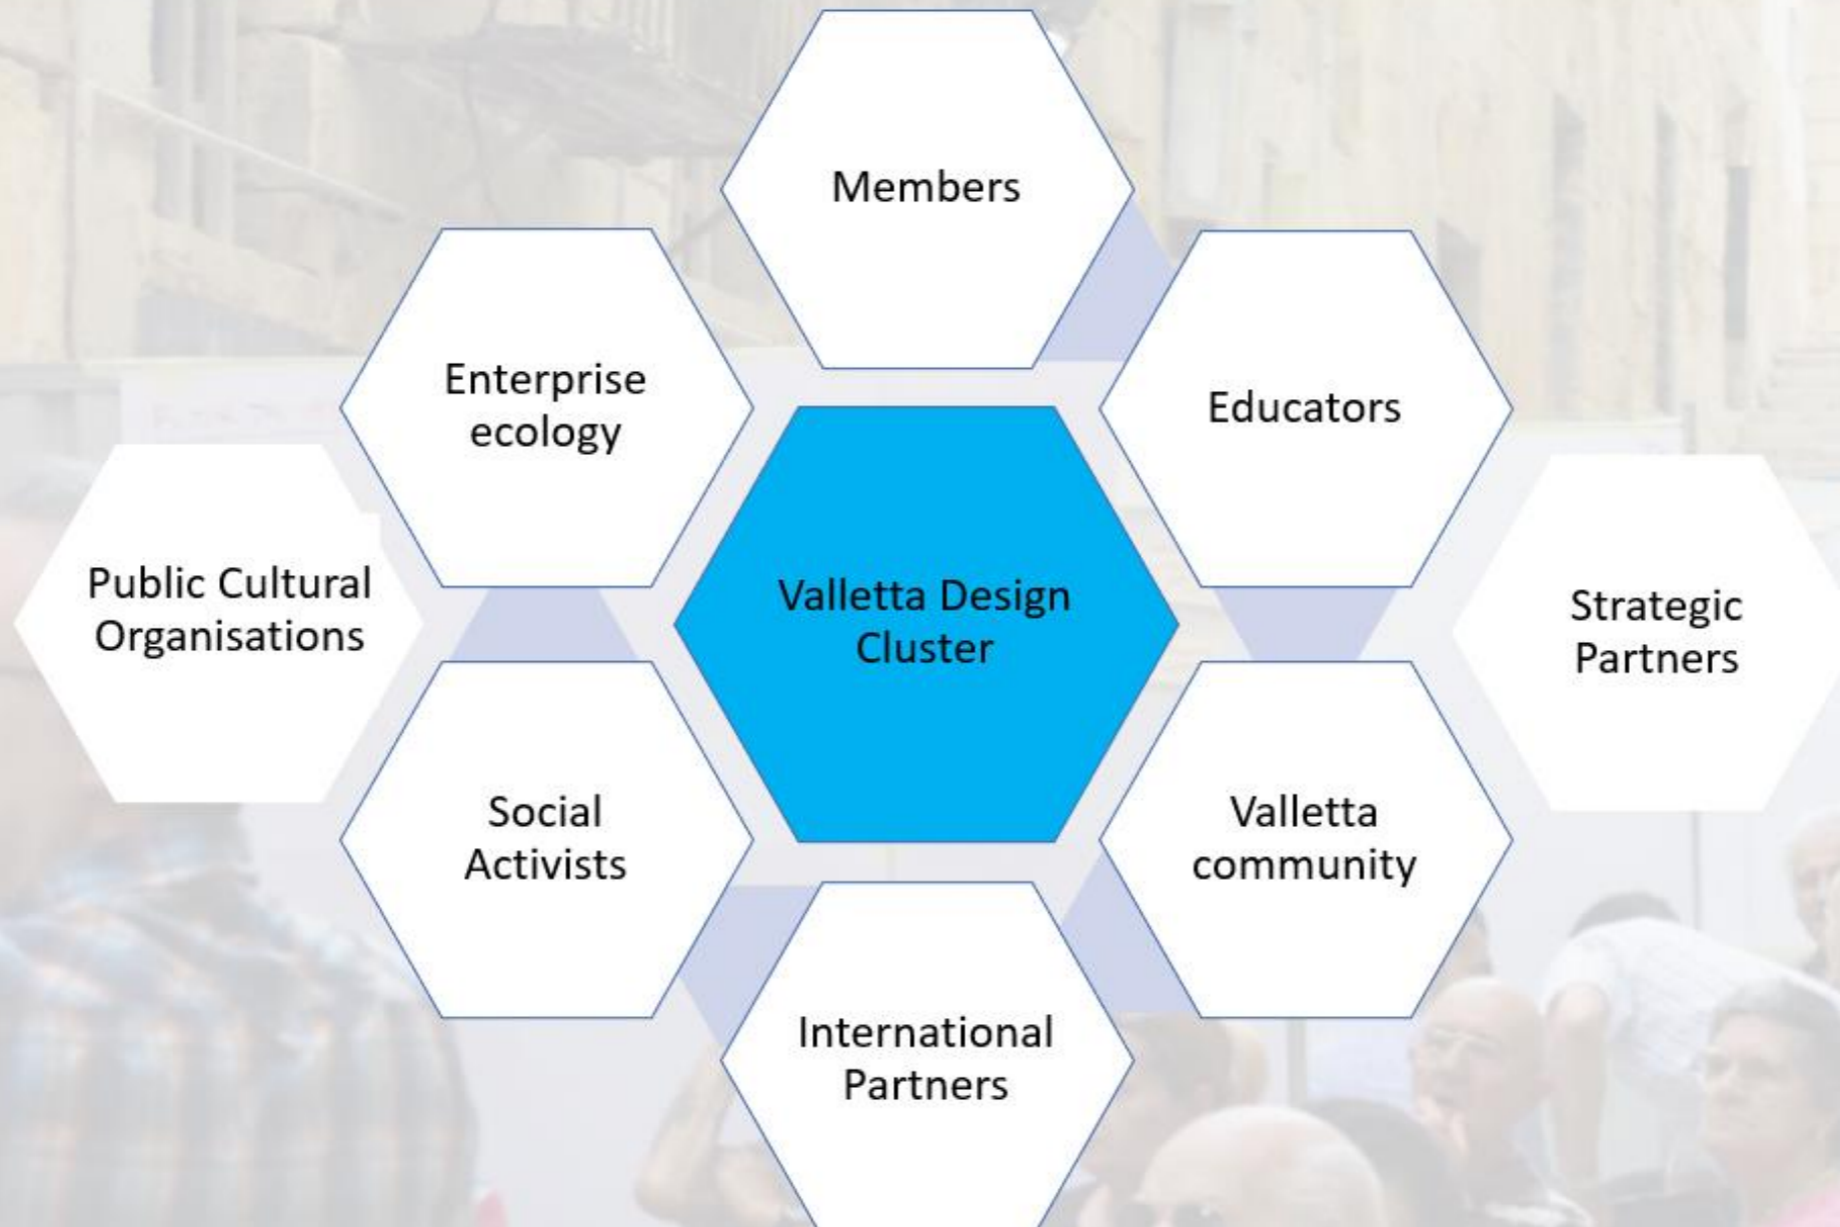 Members
Enterprise
ecology
Educators
Public Cultural
Organisations
Valletta Design
Cluster
Strategic
Partners
Social
Activists
Valletta
community
International
Partners